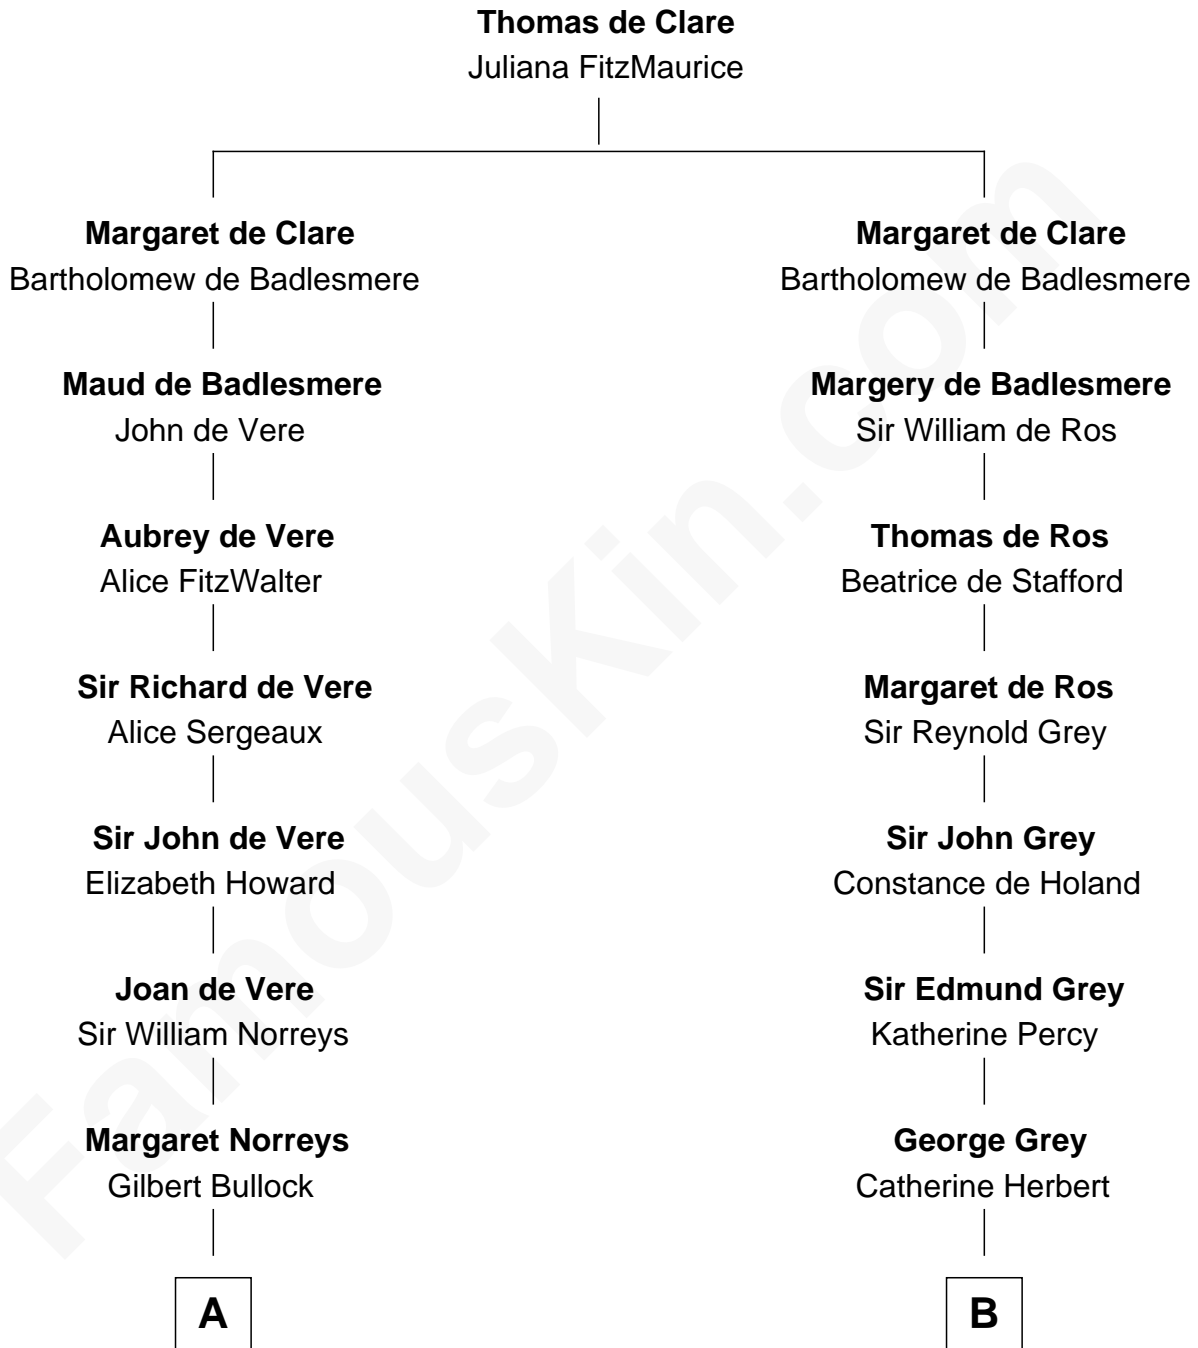 Thomas de Clare
Juliana FitzMaurice
Margaret de Clare
Bartholomew de Badlesmere
Margaret de Clare
Bartholomew de Badlesmere
Maud de Badlesmere
John de Vere
Margery de Badlesmere
Sir William de Ros
Aubrey de Vere
Alice FitzWalter
Thomas de Ros
Beatrice de Stafford
Sir Richard de Vere
Alice Sergeaux
Margaret de Ros
Sir Reynold Grey
Sir John de Vere
Elizabeth Howard
Sir John Grey
Constance de Holand
Joan de Vere
Sir William Norreys
Sir Edmund Grey
Katherine Percy
Margaret Norreys
Gilbert Bullock
George Grey
Catherine Herbert
A
B
FamousKin.com